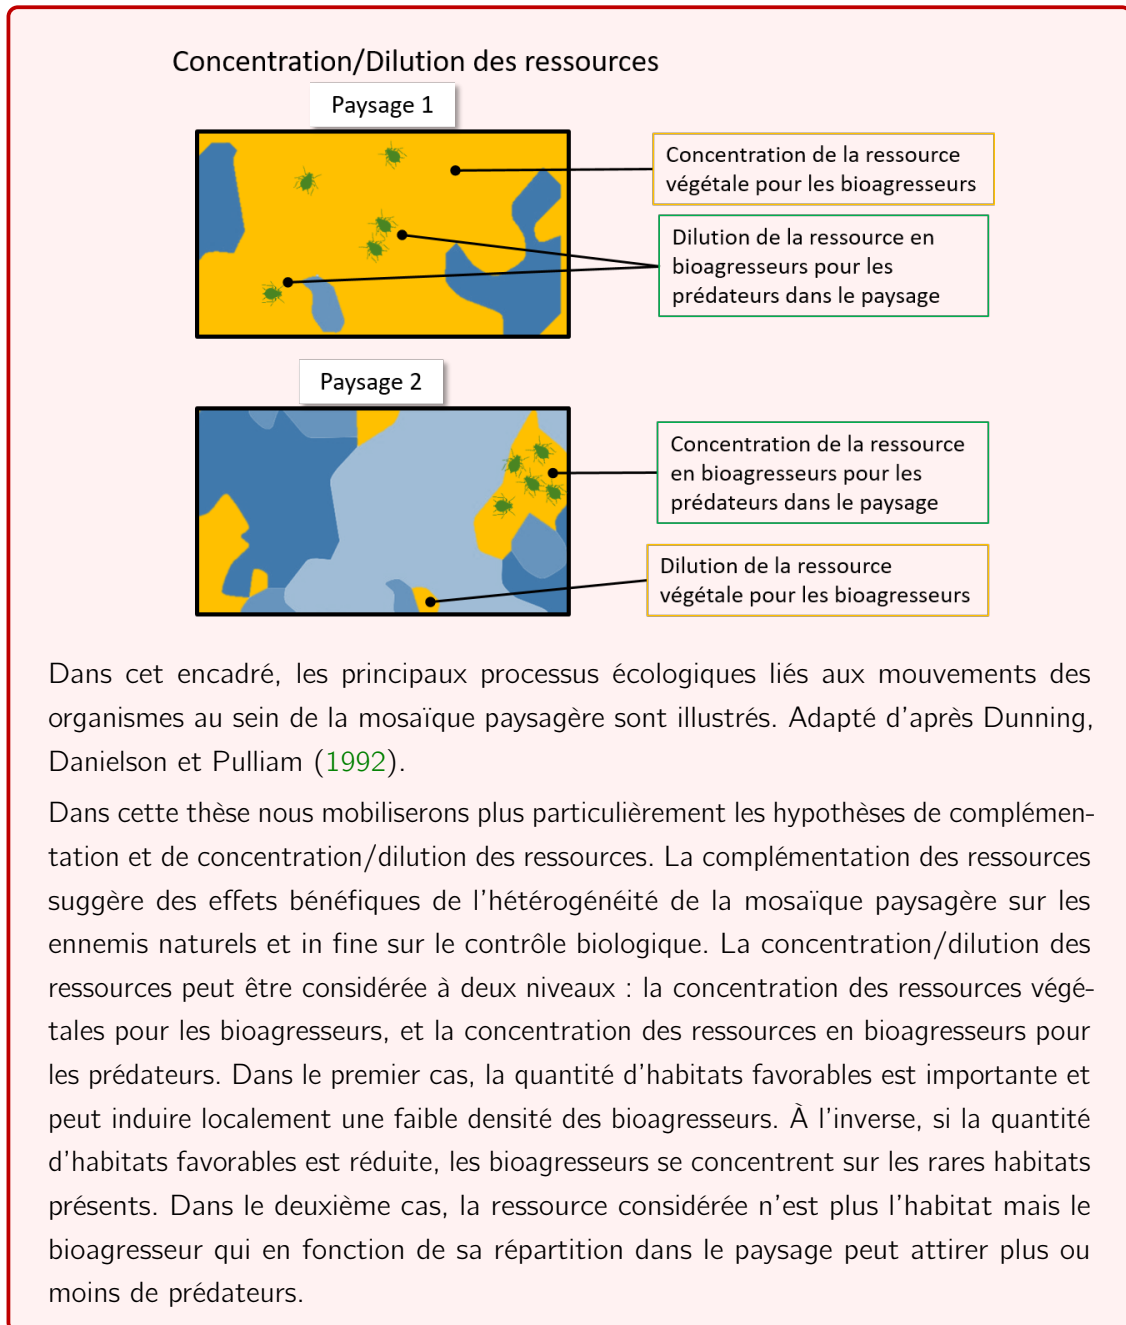 Concentration/Dilution des ressources
Paysage 1
Concentration de la ressource
végétale pour les bioagresseurs
Dilution de la ressource en
bioagresseurs pour les
prédateurs dans le paysage
Paysage 2
Concentration de la ressource
en bioagresseurs pour les
prédateurs dans le paysage
Dilution de la ressource
végétale pour les bioagresseurs
Dans cet encadré, les principaux processus écologiques liés aux mouvements des
organismes au sein de la mosaïque paysagère sont illustrés. Adapté d'après Dunning,
Danielson et Pulliam (1992).
Dans cette thèse nous mobiliserons plus particulièrement les hypothèses de complémen-
tation et de concentration/dilution des ressources. La complémentation des ressources
suggère des effets bénéfiques de l'hétérogénéité de la mosaïque paysagère sur les
ennemis naturels et in fine sur le contrôle biologique. La concentration/dilution des
ressources peut être considérée à deux niveaux : la concentration des ressources végé-
tales pour les bioagresseurs, et la concentration des ressources en bioagresseurs pour
les prédateurs. Dans le premier cas, la quantité d'habitats favorables est importante et
peut induire localement une faible densité des bioagresseurs. À l'inverse, si la quantité
d'habitats favorables est réduite, les bioagresseurs se concentrent sur les rares habitats
présents. Dans le deuxième cas, la ressource considérée n'est plus l'habitat mais le
bioagresseur qui en fonction de sa répartition dans le paysage peut attirer plus ou
moins de prédateurs.